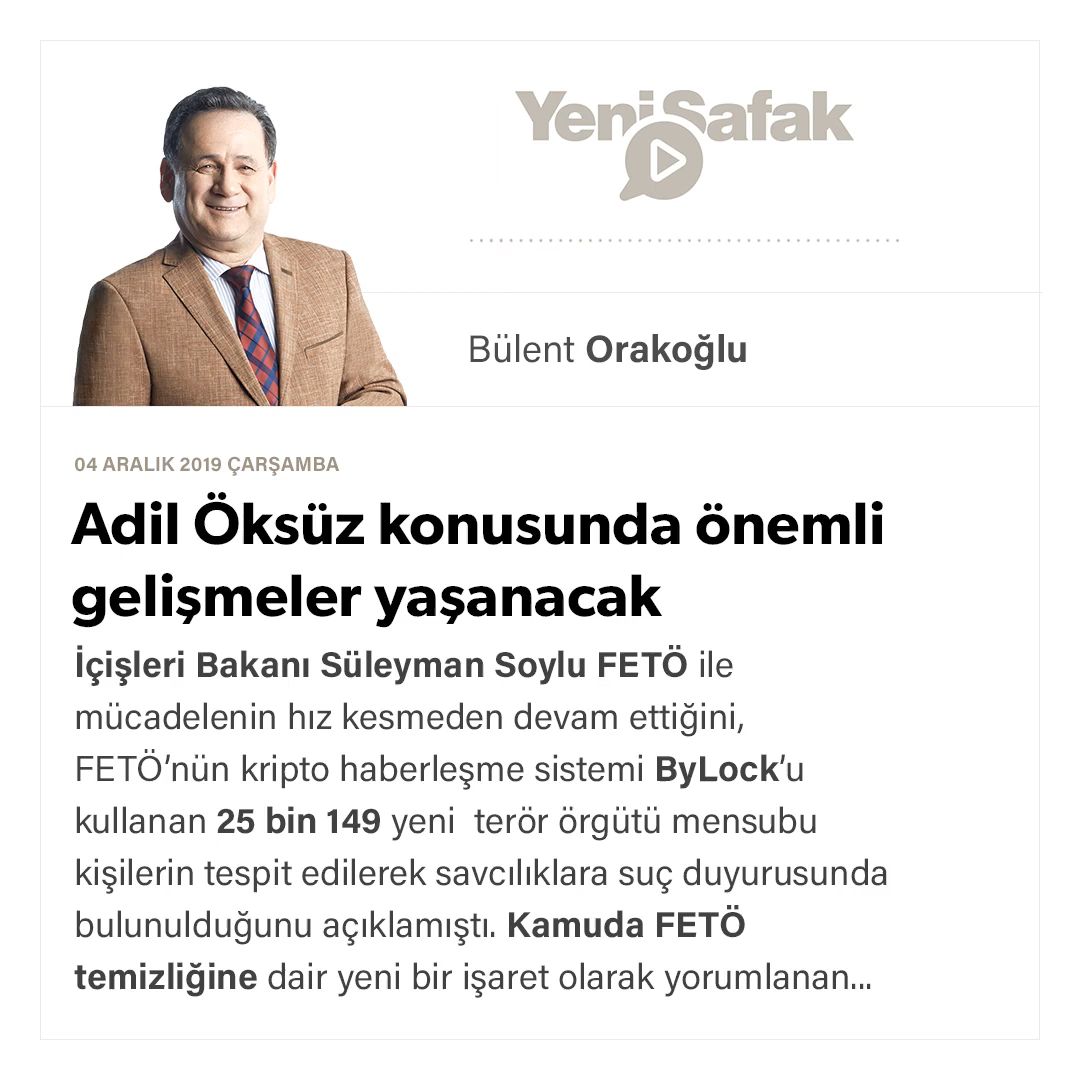 YeniSafak
Bülent Orakoğlu
04 ARALIK 2019 ÇARŞAMBA
Adil Öksüz konusunda önemli
gelişmeler yaşanacak
İçişleri Bakanı Süleyman Soylu FETÖ ile
mücadelenin hız kesmeden devam ettiğini,
FETÖ’nün kripto haberleşme sistemi ByLock’u
kullanan 25 bin 149 yeni  terör örgütü mensubu
kişilerin tespit edilerek savcılıklara suç duyurusunda
bulunulduğunu açıklamıştı. Kamuda FETÖ
temizliğine dair yeni bir işaret olarak yorumlanan...